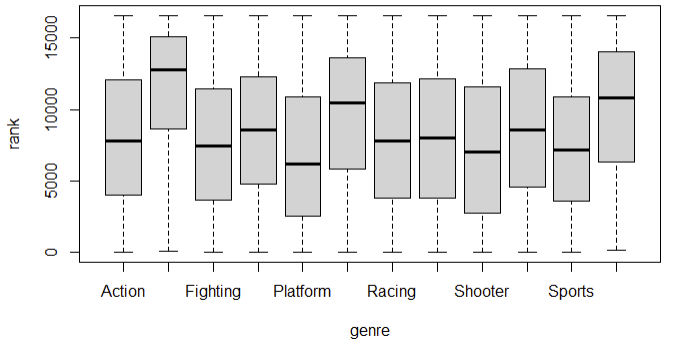 rank
15000
10000
5000
0
Action Fighting Platform Racing Shooter Sports
genre